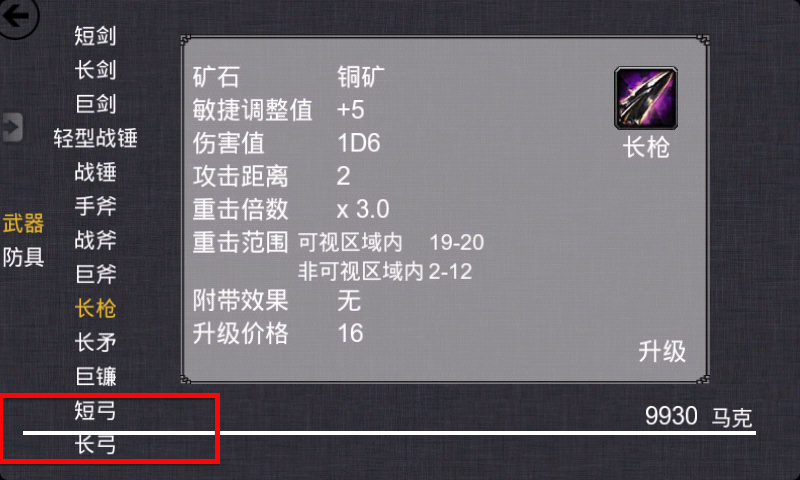 武器
防具
短剑
长剑
巨剑
轻型战锤
战锤
手斧
战斧
巨斧
长枪
长矛
巨镰
短弓
长弓
矿石 铜矿
敏捷调整值 +5
伤害值 1D6
攻击距离 2
重击倍数 x 3.0
重击范围 可视区域内 19-20
非可视区域内 2-12
附带效果 无
升级价格 16
长枪
升级
9930 马克